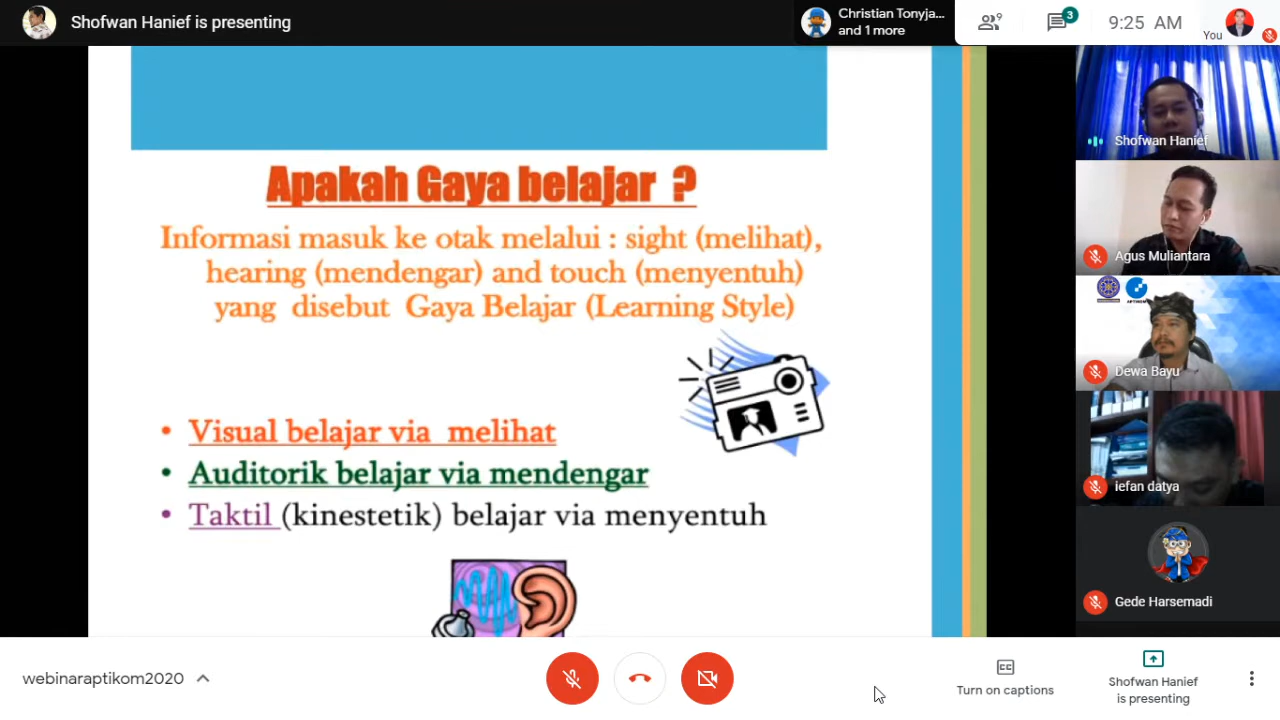 Shofwan Hanief is presenting
Christian Tonyja...
and 1 more
9
3
9:25 AM
You
Apakah Gaya belajar ?
Informasi masuk ke otak melalui : sight (melihat),
hearing (mendengar) and touch (menyentuh)
yang disebut Gaya Belajar (Learning Style)
• Visual belajar via melihat
• Auditorik belajar via mendengar
• Taktil (kinestetik) belajar via menyentuh
Shofwan Hanief
Agus Muliantara
Dewa Bayu
iefan datya
Gede Harsemadi
webinaraptikom2020
CC
Turn on captions
Shofwan Hanief
is presenting